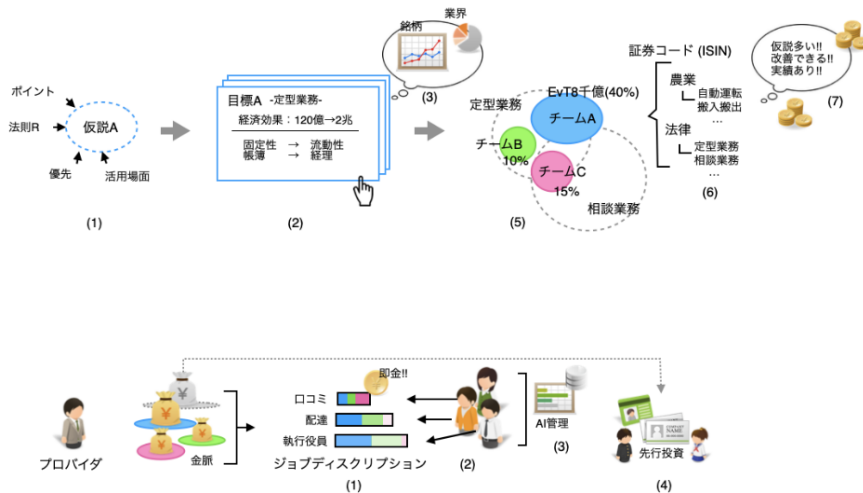 ポイント
法則R
仮説A
優先
活用場面
(1)
目標A -定型業務-
経済効果：120億→2兆
固定性 → 流動性
帳簿 → 経理
(2)
銘柄
業界
(3)
EvT8千億(40%)
定型業務
チームA
チームB
10%
チームC
15%
相談業務
(5)
証券コード (ISIN)
農業
自動運転
搬入搬出
…
法律
定型業務
相談業務
…
(6)
仮説多い!!
改善できる!!
実績あり!!
(7)
プロバイダ
金脈
即金!!
口コミ
配達
執行役員
ジョブディスクリプション
(1)
(2)
AI管理
(3)
COMPANY
NAME
先行投資
(4)